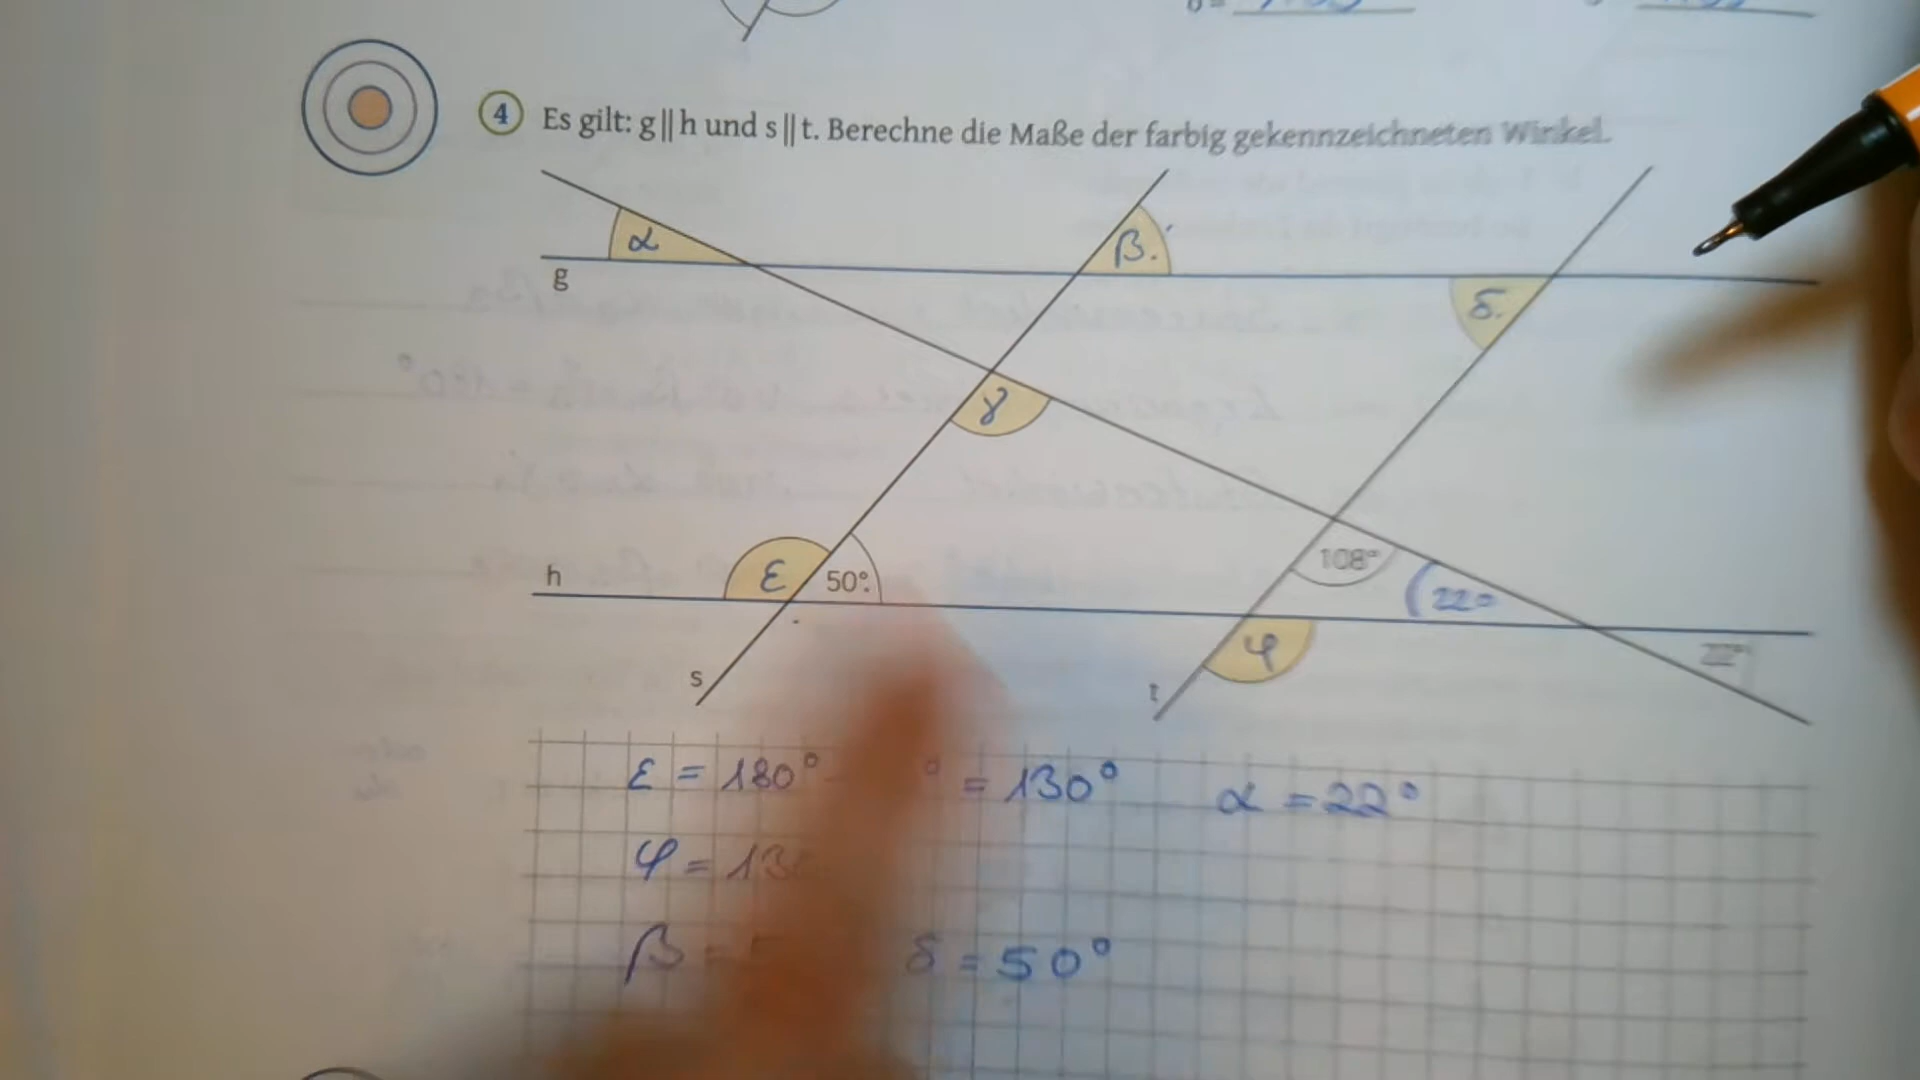 4 Es gilt: g || h und s || t. Berechne die Maße der farbig gekennzeichneten Winkel.
α
β
g
δ
γ
h
ε
50°
108°
22°
φ
22°
s
t
ε = 180° - ° = 130° α = 22°
φ = 13
β = δ = 50°